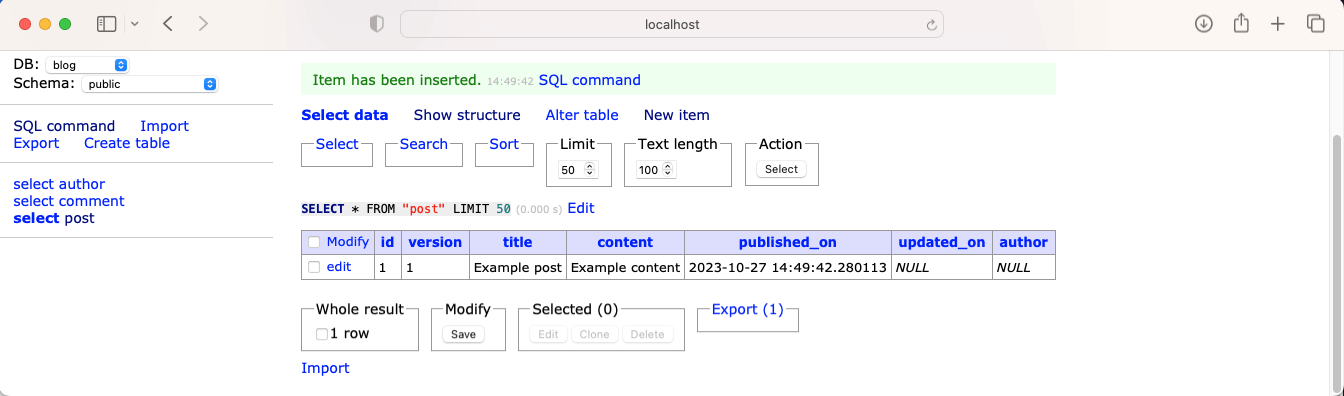 localhost
DB: blog
Schema: public
SQL command Import
Export Create table
select author
select comment
select post
Item has been inserted. 14:49:42 SQL command
Select data Show structure Alter table New item
Select Search Sort Limit Text length Action
50 100 Select
SELECT * FROM "post" LIMIT 50 (0.000 s) Edit
Modify id version title content published_on updated_on author
edit 1 1 Example post Example content 2023-10-27 14:49:42.280113 NULL NULL
Whole result Modify Selected (0) Export (1)
1 row Save Edit Clone Delete
Import